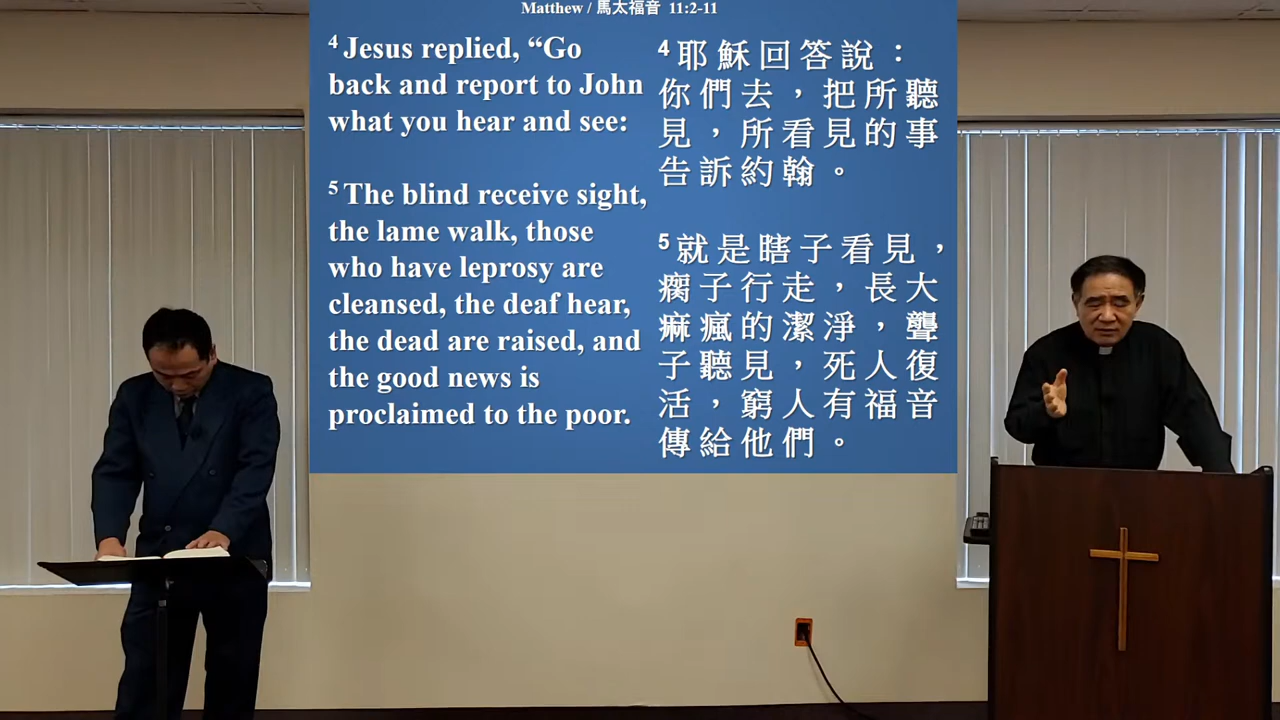 Matthew / 馬太福音 11:2-11
4 Jesus replied, “Go
back and report to John
what you hear and see:
5 The blind receive sight,
the lame walk, those
who have leprosy are
cleansed, the deaf hear,
the dead are raised, and
the good news is
proclaimed to the poor.
4 耶穌回答說：
你們去，把所聽
見，所看見的事
告訴約翰。
5 就是瞎子看見，
瘸子行走，長大
痲瘋的潔淨，聾
子聽見，死人復
活，窮人有福音
傳給他們。